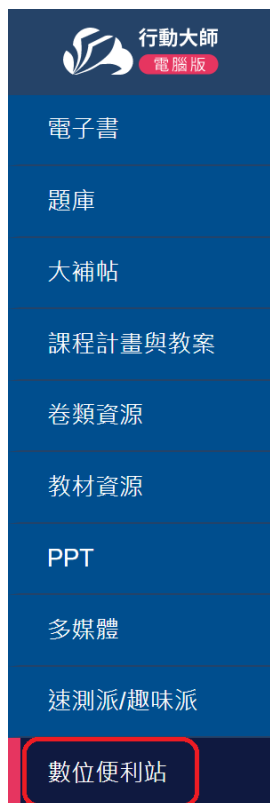 行動大師
電腦版
電子書
題庫
大補帖
課程計畫與教案
卷類資源
教材資源
PPT
多媒體
速測派/趣味派
數位便利站